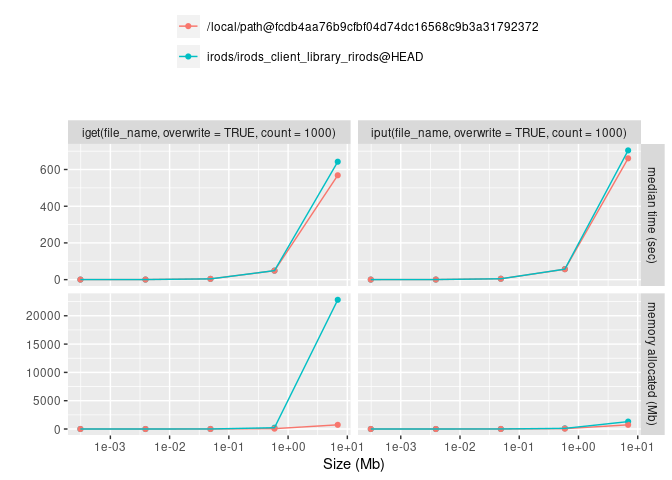 /local/path@fcdb4aa76b9cfbf04d74dc16568c9b3a31792372
irods/irods_client_library_rirods@HEAD
iget(file_name, overwrite = TRUE, count = 1000)
iput(file_name, overwrite = TRUE, count = 1000)
600
400
200
0
median time (sec)
20000
15000
10000
5000
0
memory allocated (Mb)
1e-03 1e-02 1e-01 1e+00 1e+01
1e-03 1e-02 1e-01 1e+00 1e+01
Size (Mb)